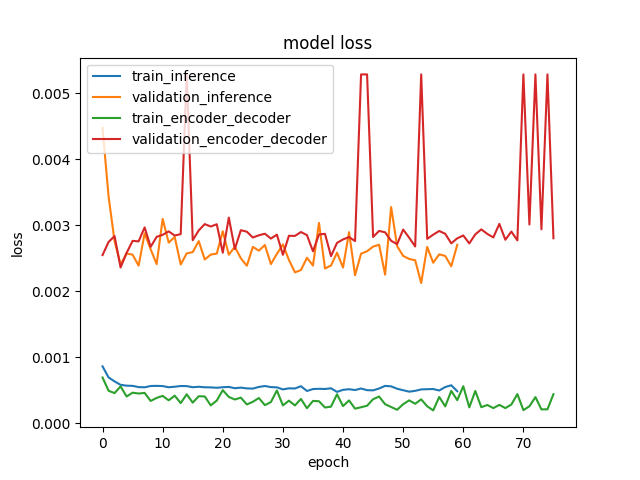 model loss
train_inference
validation_inference
train_encoder_decoder
validation_encoder_decoder
0.005
0.004
0.003
0.002
0.001
0.000
loss
0 10 20 30 40 50 60 70
epoch